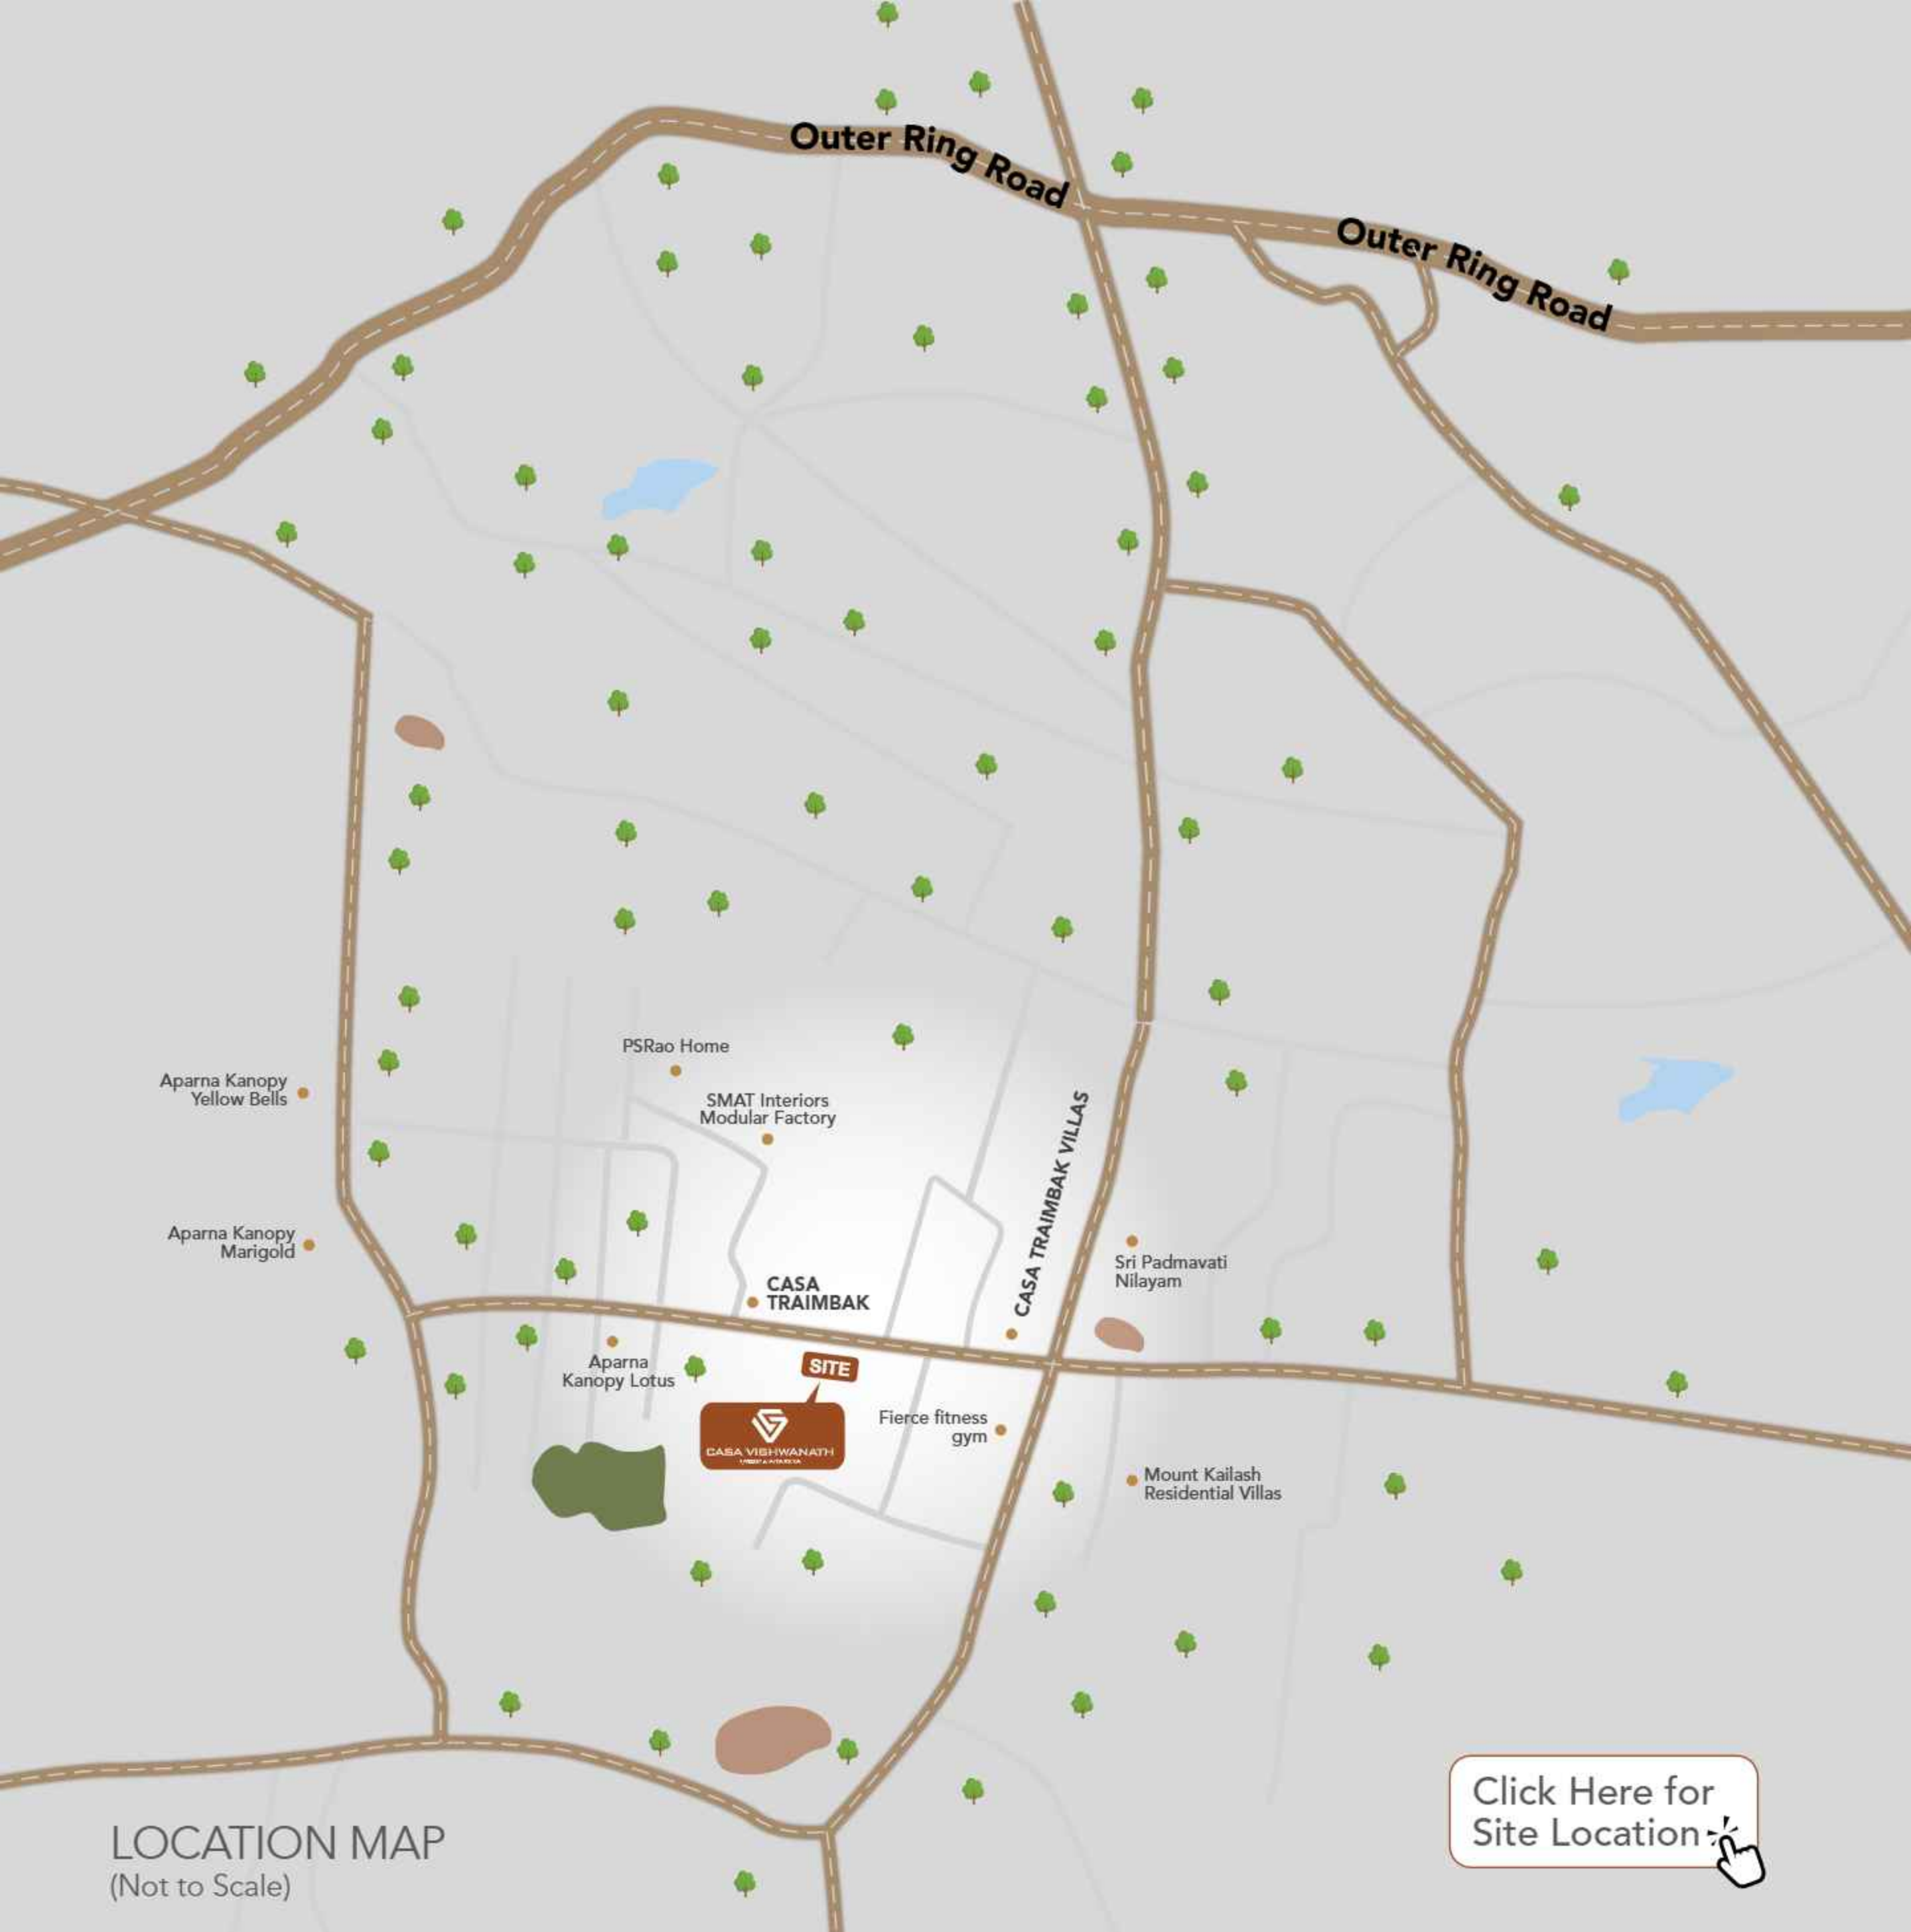 Outer Ring Road
Outer Ring Road
PSRao Home
Aparna Kanopy
Yellow Bells
SMAT Interiors
Modular Factory
CASA TRAIMBAK VILLAS
Aparna Kanopy
Marigold
Sri Padmavati
Nilayam
CASA
TRAIMBAK
Aparna
Kanopy Lotus
SITE
CASA VISHWANATH
Fierce fitness
gym
Mount Kailash
Residential Villas
Click Here for
Site Location
LOCATION MAP
(Not to Scale)